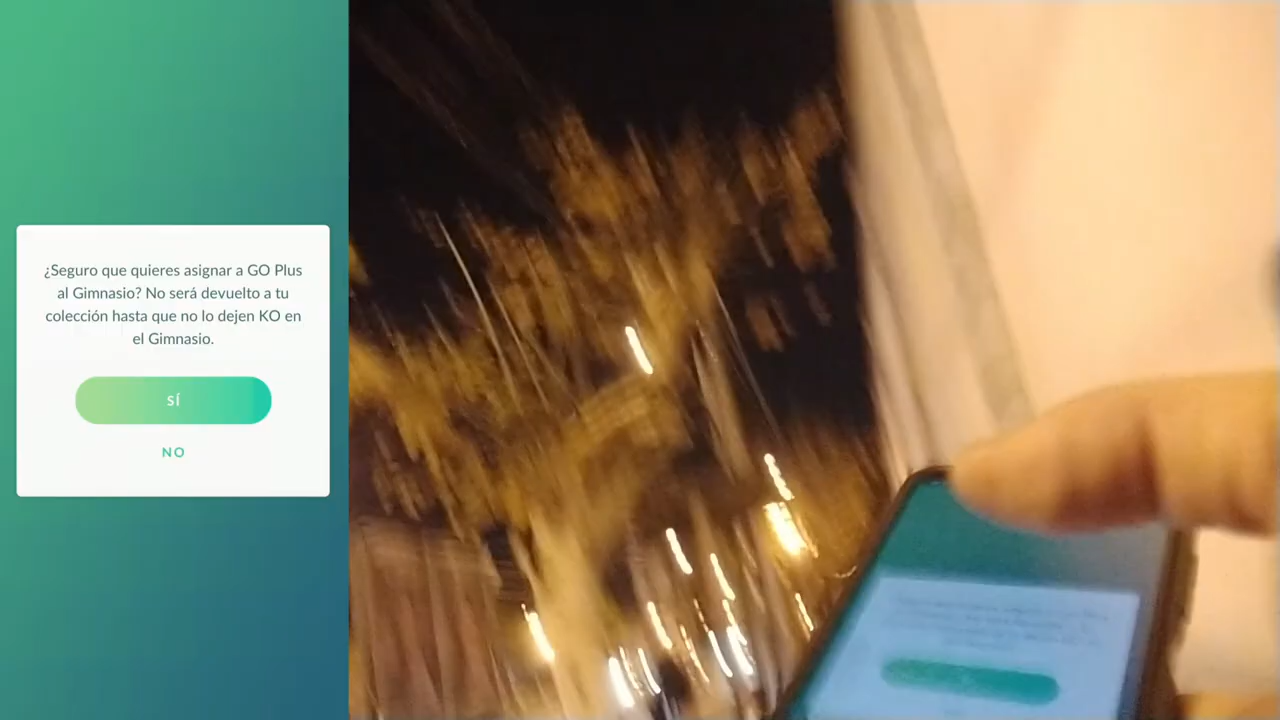 ¿Seguro que quieres asignar a GO Plus
al Gimnasio? No será devuelto a tu
colección hasta que no lo dejen KO en
el Gimnasio.
SÍ
NO